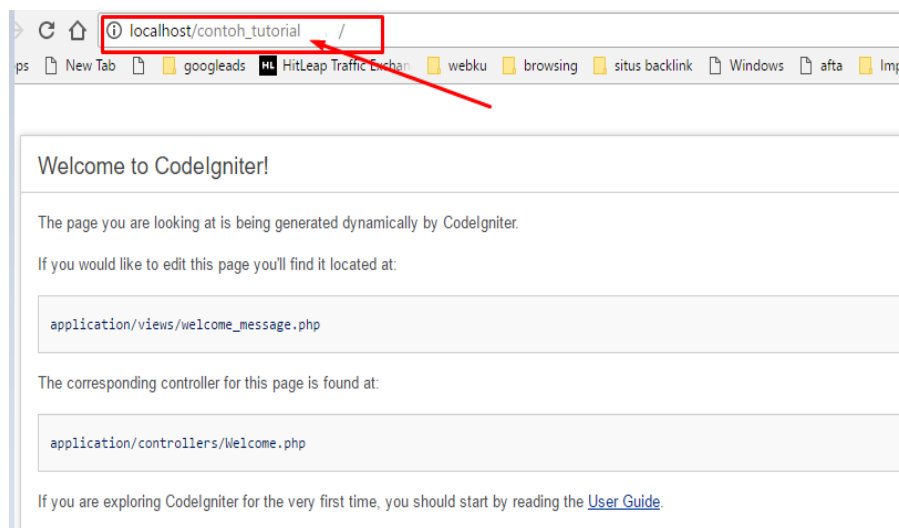 localhost/contoh_tutorial /
ps New Tab googleads HL HitLeap Traffic Exchan webku browsing situs backlink Windows afta Imp
Welcome to CodeIgniter!
The page you are looking at is being generated dynamically by CodeIgniter.
If you would like to edit this page you'll find it located at:
application/views/welcome_message.php
The corresponding controller for this page is found at:
application/controllers/Welcome.php
If you are exploring CodeIgniter for the very first time, you should start by reading the User Guide.